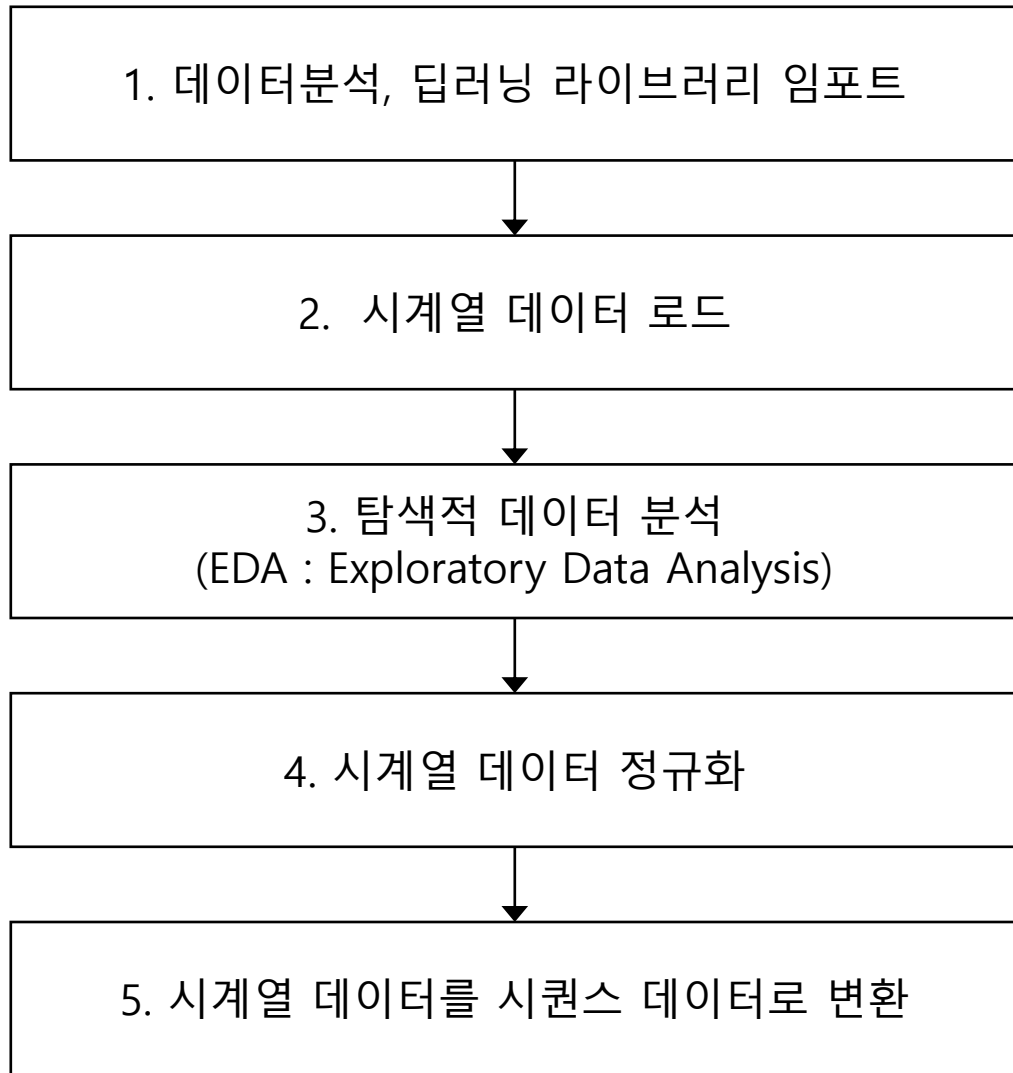 1. 데이터분석, 딥러닝 라이브러리 임포트
2. 시계열 데이터 로드
3. 탐색적 데이터 분석
(EDA : Exploratory Data Analysis)
4. 시계열 데이터 정규화
5. 시계열 데이터를 시퀀스 데이터로 변환